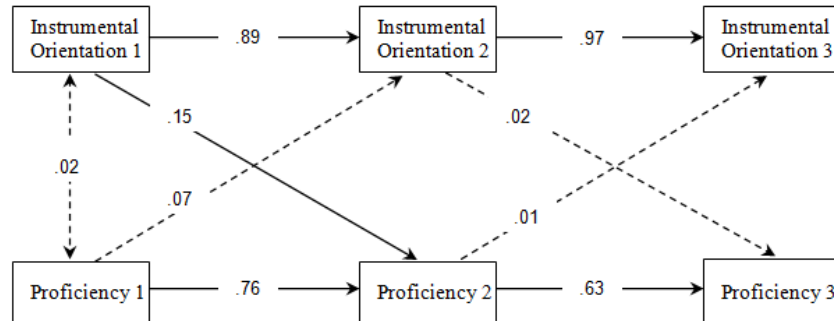 Instrumental
Orientation 1
.89
Instrumental
Orientation 2
.97
Instrumental
Orientation 3
.15
.02
.02
.07
.01
Proficiency 1
.76
Proficiency 2
.63
Proficiency 3